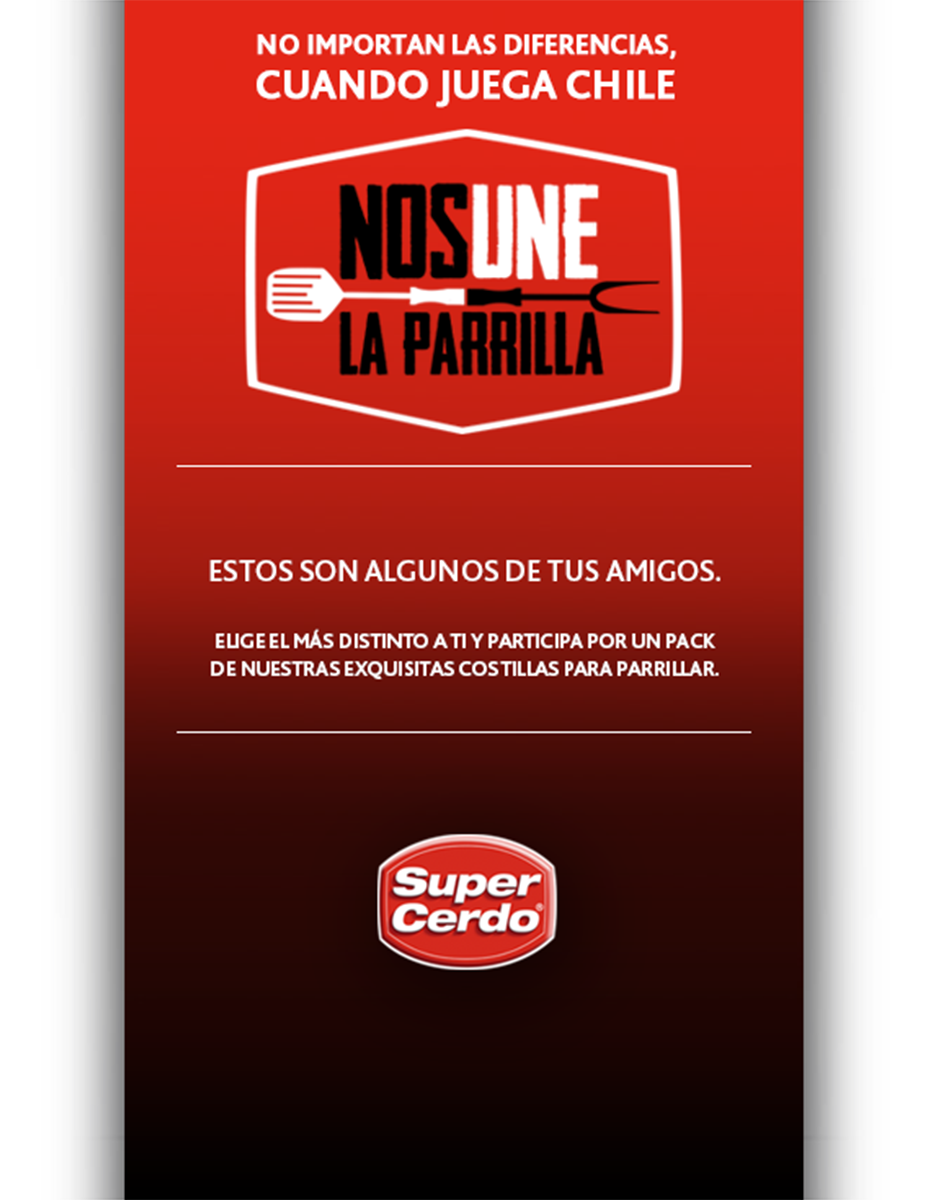 NO IMPORTAN LAS DIFERENCIAS,
CUANDO JUEGA CHILE
NOSUNE
LA PARRILLA
ESTOS SON ALGUNOS DE TUS AMIGOS.
ELIGE EL MÁS DISTINTO A TI Y PARTICIPA POR UN PACK
DE NUESTRAS EXQUISITAS COSTILLAS PARA PARRILLAR.
Super
Cerdo®